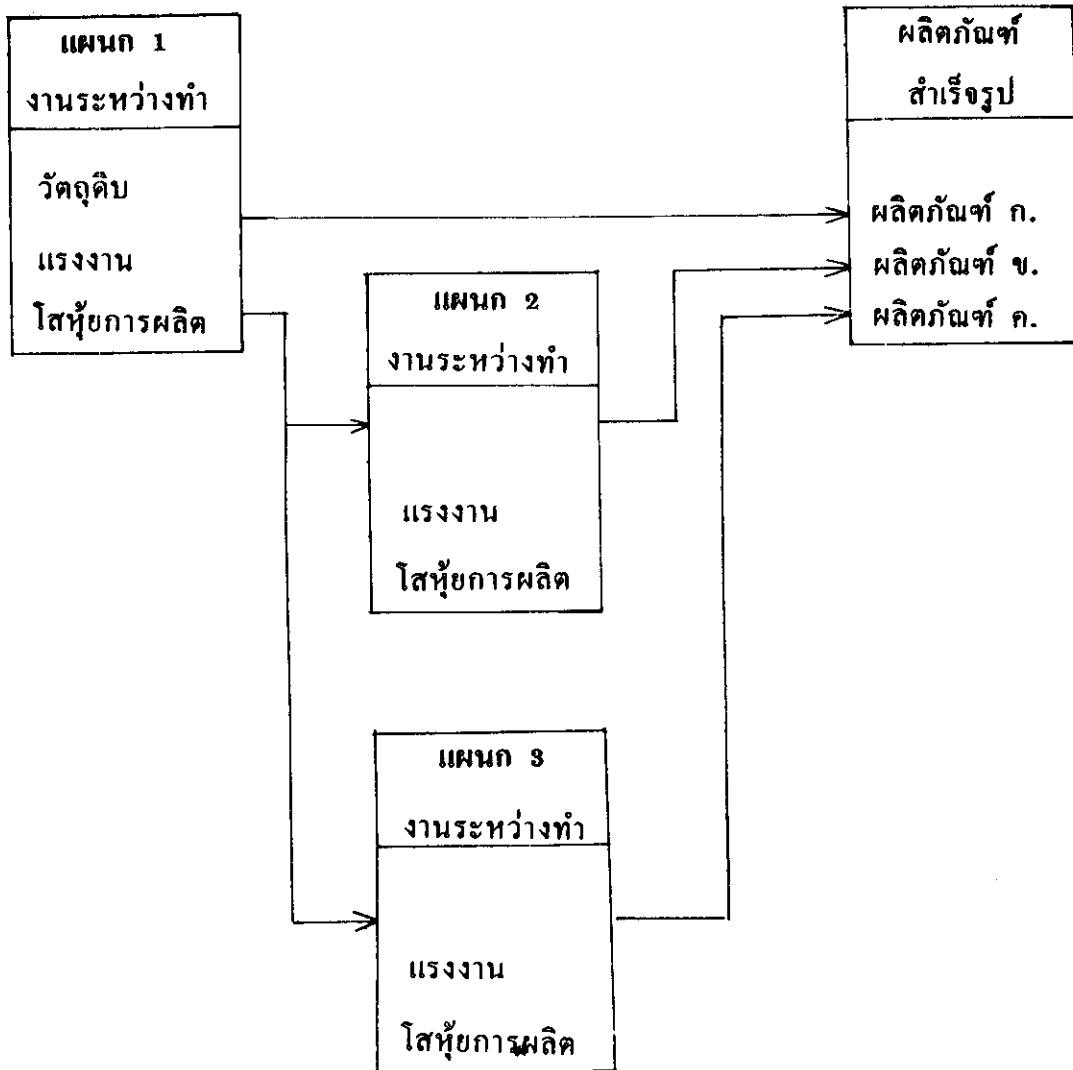 แผนก 1
งานระหว่างทำ
วัตถุดิบ
แรงงาน
โสหุ้ยการผลิต
ผลิตภัณฑ์
สำเร็จรูป
ผลิตภัณฑ์ ก.
ผลิตภัณฑ์ ข.
ผลิตภัณฑ์ ค.
แผนก 2
งานระหว่างทำ
แรงงาน
โสหุ้ยการผลิต
แผนก 3
งานระหว่างทำ
แรงงาน
โสหุ้ยการผลิต